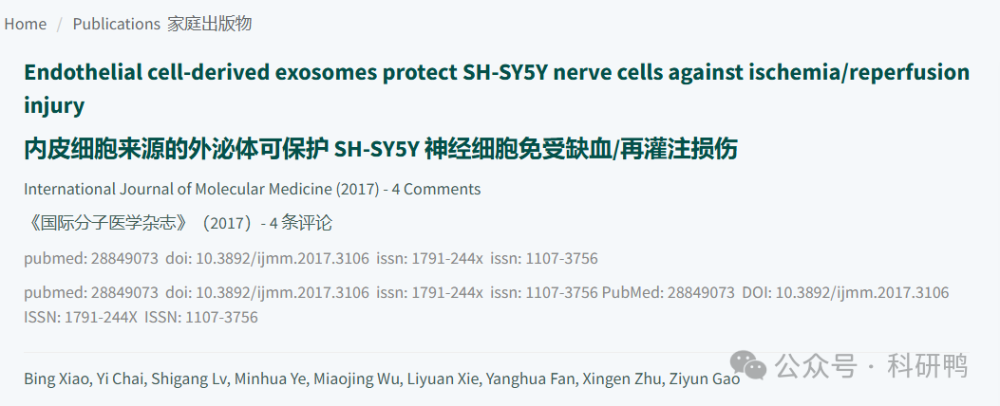 Home / Publications 家庭出版物
Endothelial cell-derived exosomes protect SH-SY5Y nerve cells against ischemia/reperfusion
injury
内皮细胞来源的外泌体可保护 SH-SY5Y 神经细胞免受缺血/再灌注损伤
International Journal of Molecular Medicine (2017) - 4 Comments
《国际分子医学杂志》（2017）- 4 条评论
pubmed: 28849073 doi: 10.3892/ijmm.2017.3106 issn: 1791-244x issn: 1107-3756
pubmed: 28849073 doi: 10.3892/ijmm.2017.3106 issn: 1791-244x issn: 1107-3756 PubMed: 28849073 DOI: 10.3892/ijmm.2017.3106
ISSN: 1791-244X ISSN: 1107-3756
公众号 · 科研鸭
Bing Xiao, Yi Chai, Shigang Lv, Minhua Ye, Miaojing Wu, Liyuan Xie, Yanghua Fan, Xingen Zhu, Ziyun Gao